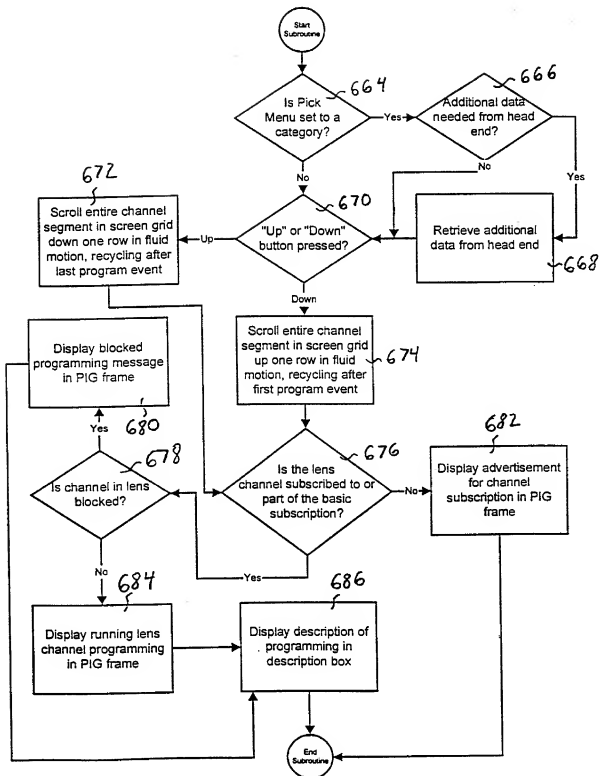 Start
Subroutine
664
Is Pick
Menu set to a
category?
Yes
666
Additional data
needed from head
end?
No
Yes
No
672
Scroll entire channel
segment in screen grid
down one row in fluid
motion, recycling after
last program event
Up
670
"Up" or "Down"
button pressed?
Retrieve additional
data from head end
668
Down
Display blocked
programming message
in PIG frame
680
Scroll entire channel
segment in screen grid
up one row in fluid
motion, recycling after
first program event
674
Yes
678
Is channel in lens
blocked?
676
Is the lens
channel subscribed to or
part of the basic
subscription?
No
682
Display advertisement
for channel
subscription in PIG
frame
Yes
No
684
Display running lens
channel programming
in PIG frame
686
Display description of
programming in
description box
End
Subroutine